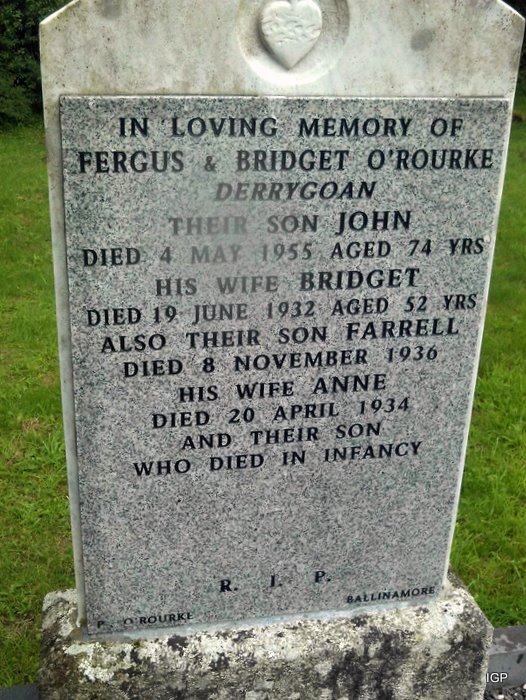 IN LOVING MEMORY OF
FERGUS & BRIDGET O'ROURKE
DERRYGOAN
THEIR SON JOHN
DIED 4 MAY 1955 AGED 74 YRS
HIS WIFE BRIDGET
DIED 19 JUNE 1932 AGED 52 YRS
ALSO THEIR SON FARRELL
DIED 8 NOVEMBER 1936
HIS WIFE ANNE
DIED 20 APRIL 1934
AND THEIR SON
WHO DIED IN INFANCY
R. I. P.
P. O'ROURKE BALLINAMORE
IGP